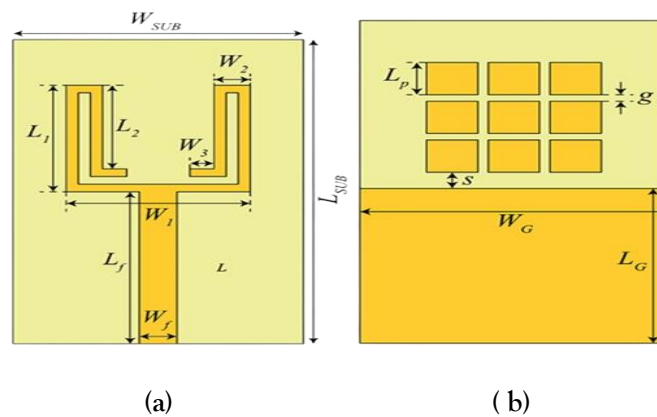 W_SUB
W_2
L_1
L_2
W_3
L_SUB
W_1
L_f
L
W_f
(a)
L_p
g
s
W_G
L_G
( b)